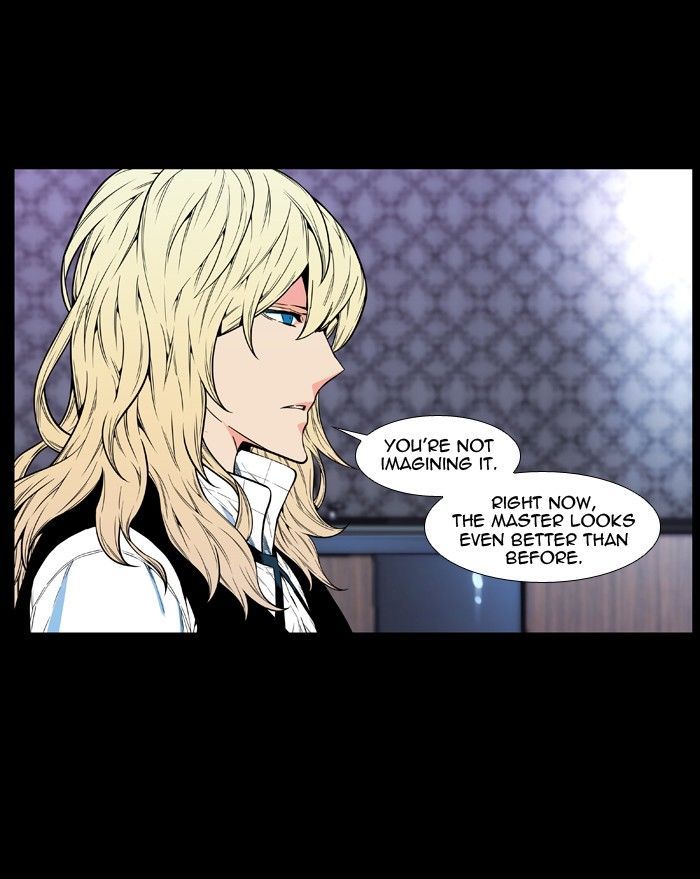 YOU'RE NOT
IMAGINING IT.
RIGHT NOW,
THE MASTER LOOKS
EVEN BETTER THAN
BEFORE.